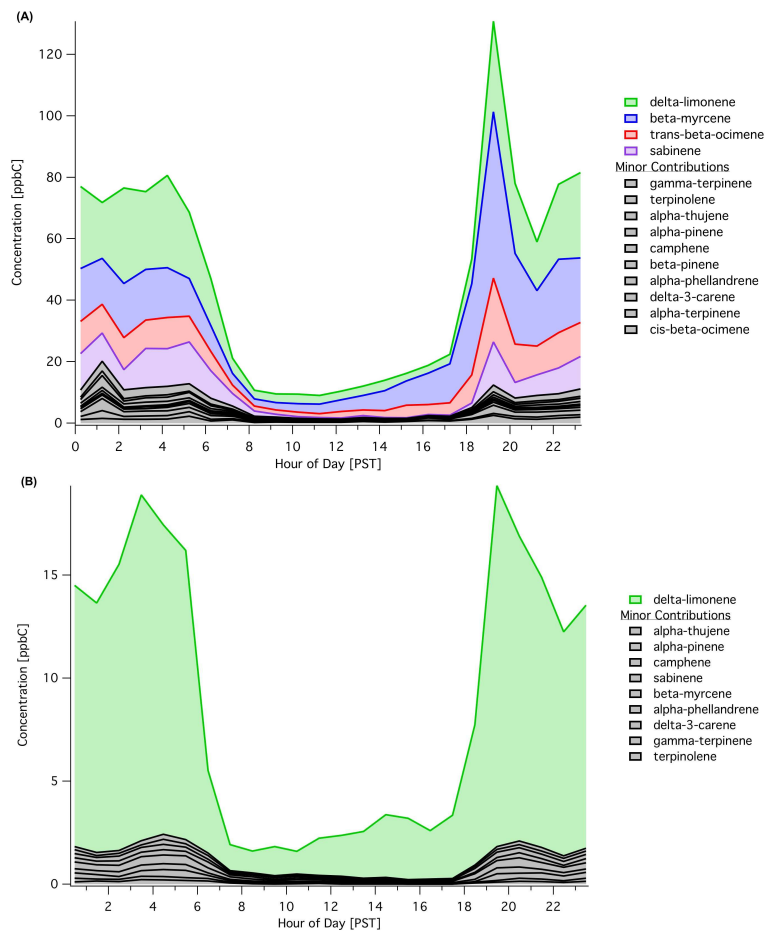 (A)
120
100
80
60
40
20
0
Concentration [ppbC]
0 2 4 6 8 10 12 14 16 18 20 22
Hour of Day [PST]
delta-limonene
beta-myrcene
trans-beta-ocimene
sabinene
Minor Contributions
gamma-terpinene
terpinolene
alpha-thujene
alpha-pinene
camphene
beta-pinene
alpha-phellandrene
delta-3-carene
alpha-terpinene
cis-beta-ocimene
(B)
15
10
5
0
Concentration [ppbC]
2 4 6 8 10 12 14 16 18 20 22
Hour of Day [PST]
delta-limonene
Minor Contributions
alpha-thujene
alpha-pinene
camphene
sabinene
beta-myrcene
alpha-phellandrene
delta-3-carene
gamma-terpinene
terpinolene